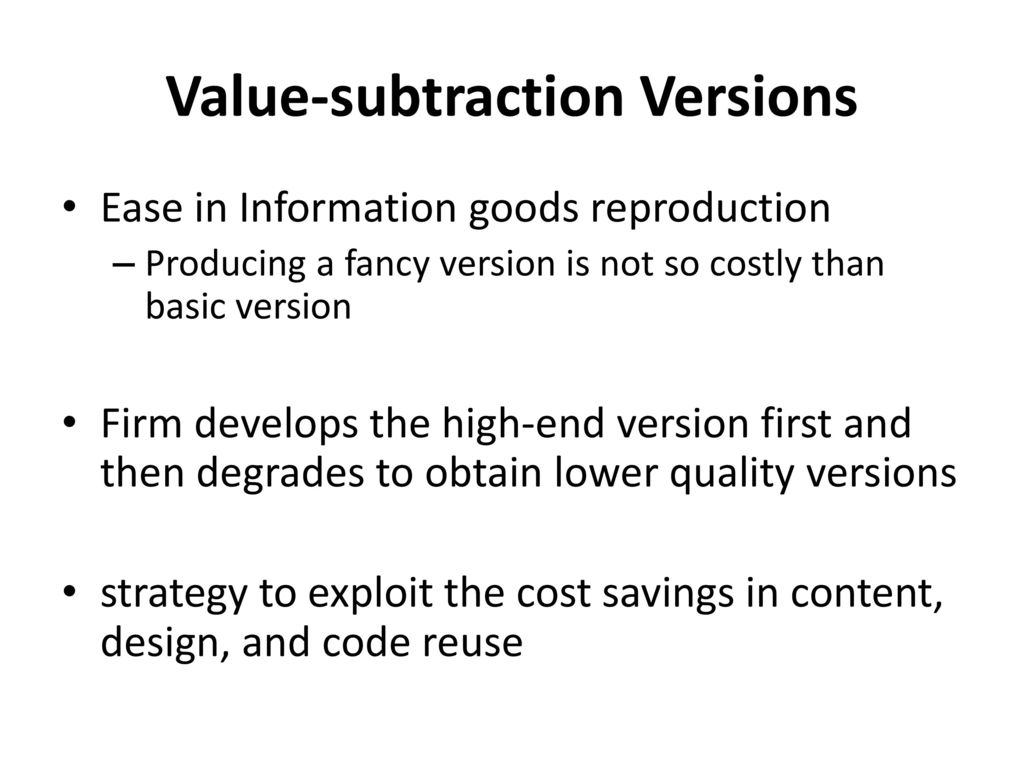 Value-subtraction Versions
• Ease in Information goods reproduction
– Producing a fancy version is not so costly than
basic version
• Firm develops the high-end version first and
then degrades to obtain lower quality versions
• strategy to exploit the cost savings in content,
design, and code reuse